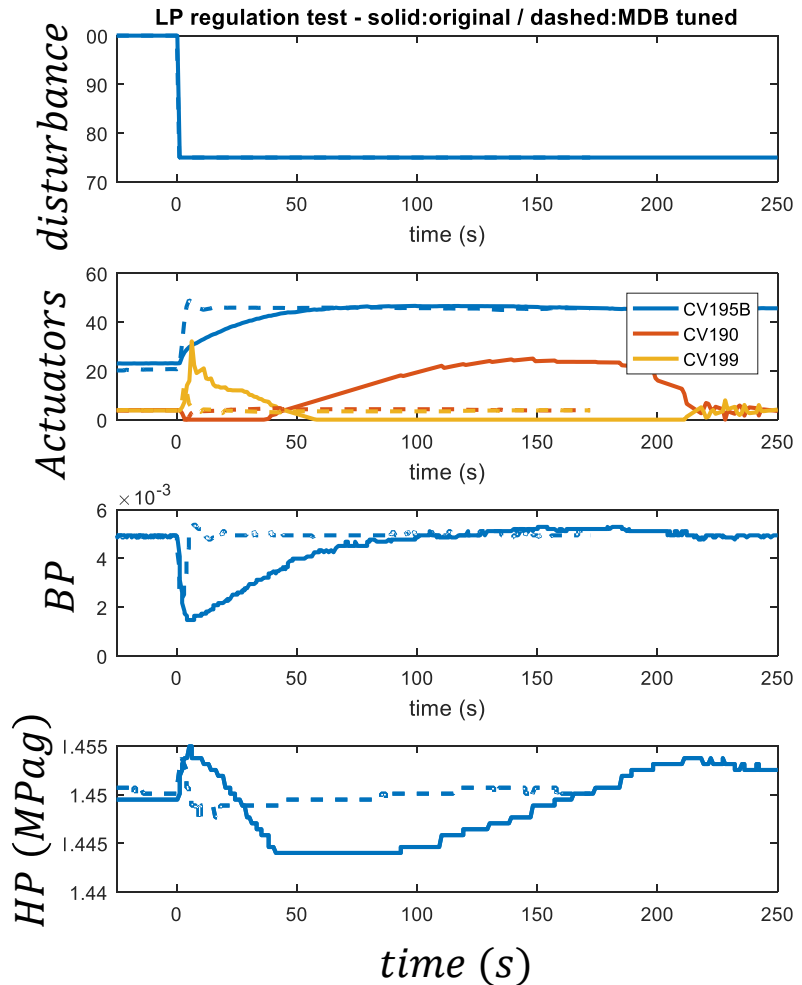 LP regulation test - solid:original / dashed:MDB tuned
disturbance
00
90
80
70
0 50 100 150 200 250
time (s)
Actuators
60
40
20
0
CV195B
CV190
CV199
0 50 100 150 200 250
time (s)
×10-3
BP
6
4
2
0
0 50 100 150 200 250
time (s)
HP (MPag)
1.455
1.45
1.445
1.44
0 50 100 150 200 250
time (s)